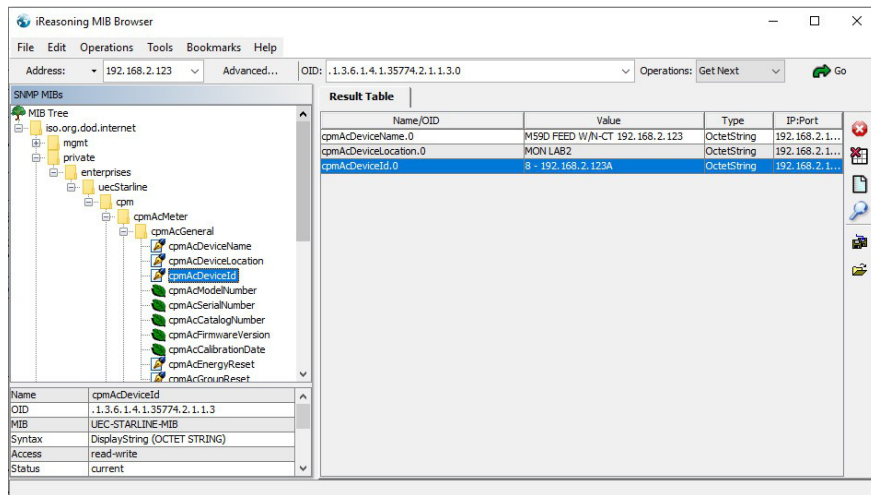 iReasoning MIB Browser
File Edit Operations Tools Bookmarks Help
Address: 192.168.2.123 Advanced... OID: .1.3.6.1.4.1.35774.2.1.1.3.0 Operations: Get Next Go
SNMP MIBs
MIB Tree
iso.org.dod.internet
mgmt
private
enterprises
uecStarline
cpm
cpmAcMeter
cpmAcGeneral
cpmAcDeviceName
cpmAcDeviceLocation
cpmAcDeviceId
cpmAcModelNumber
cpmAcSerialNumber
cpmAcCatalogNumber
cpmAcFirmwareVersion
cpmAcCalibrationDate
cpmAcEnergyReset
cpmAcGroupReset
Name cpmAcDeviceId
OID .1.3.6.1.4.1.35774.2.1.1.3
MIB UEC-STARLINE-MIB
Syntax DisplayString (OCTET STRING)
Access read-write
Status current
Result Table
Name/OID Value Type IP:Port
cpmAcDeviceName.0 M59D FEED W/N-CT 192.168.2.123 OctetString 192.168.2.1...
cpmAcDeviceLocation.0 MON LAB2 OctetString 192.168.2.1...
cpmAcDeviceId.0 8 - 192.168.2.123A OctetString 192.168.2.1...